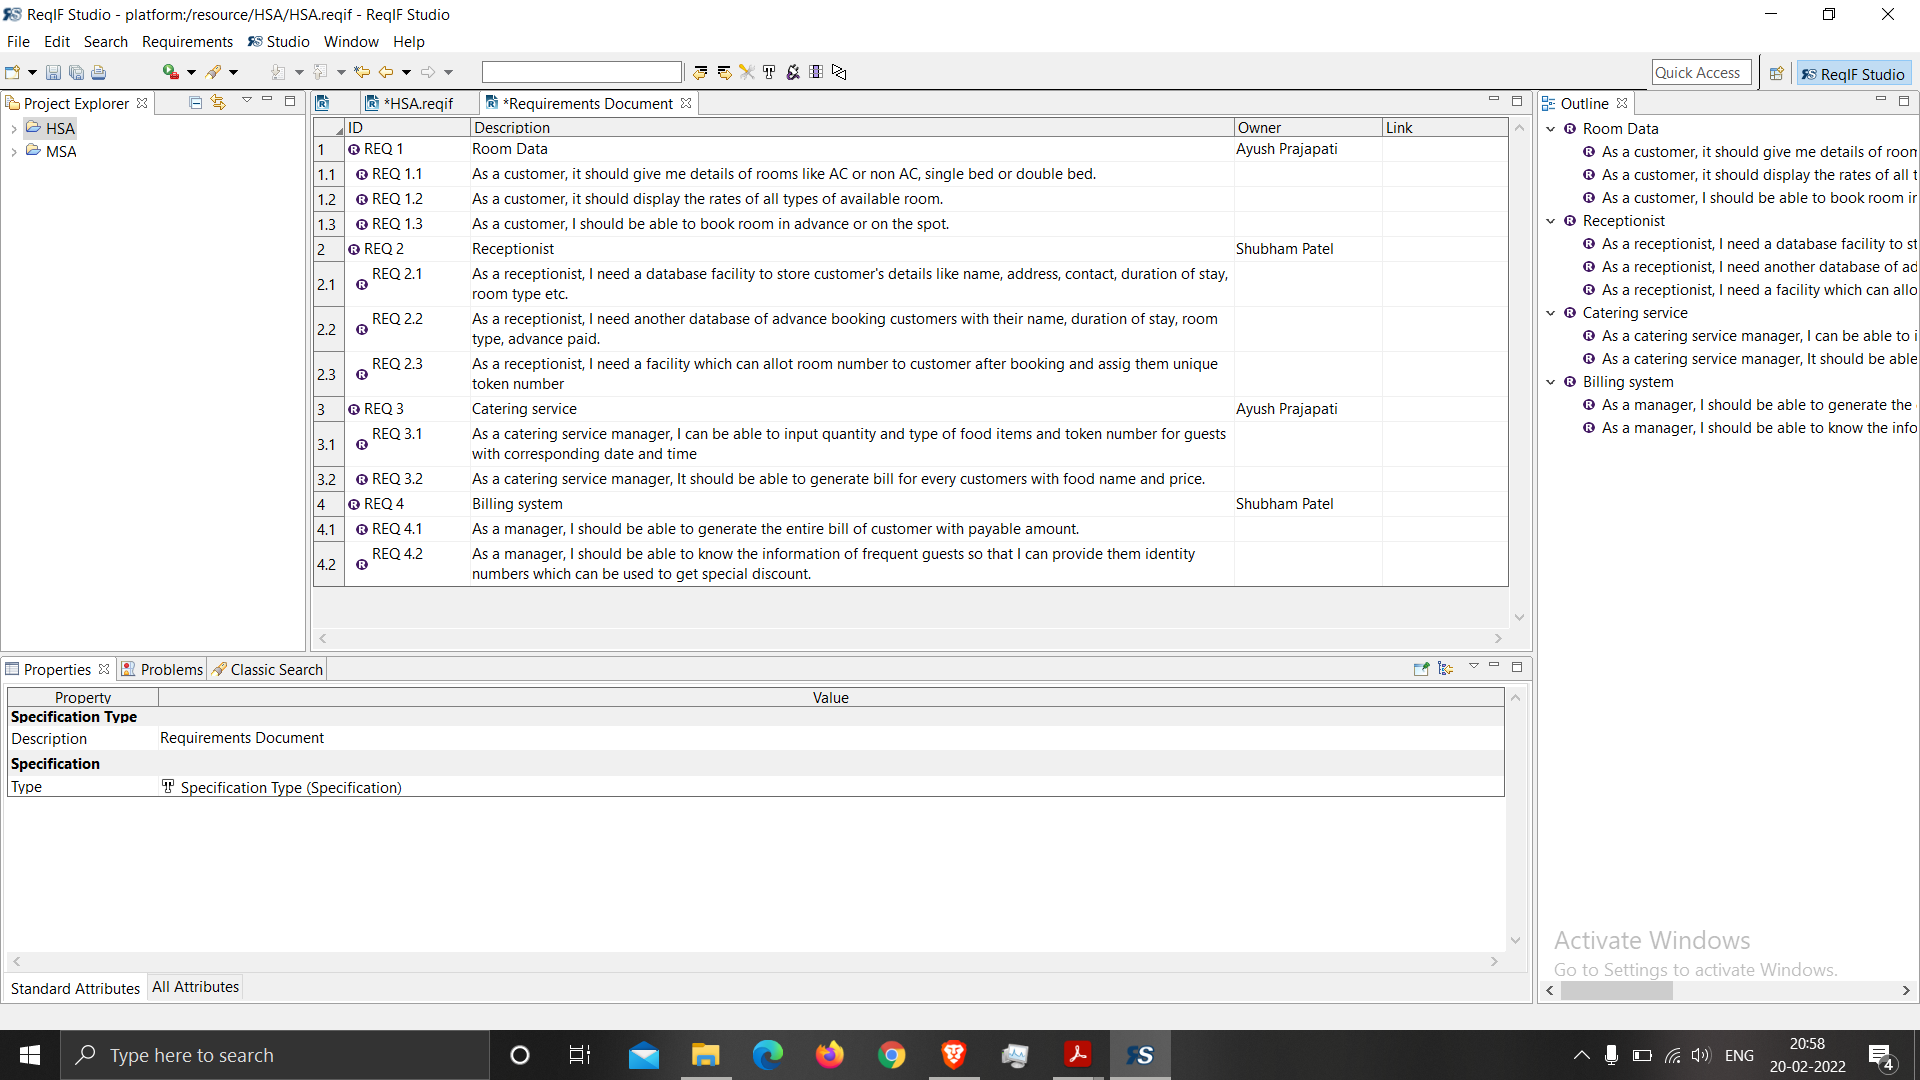 ReqIF Studio - platform:/resource/HSA/HSA.reqif - ReqIF Studio
File Edit Search Requirements Studio Window Help
Quick Access
ReqIF Studio
Project Explorer
HSA
MSA
*HSA.reqif
*Requirements Document
ID Description Owner Link
1 REQ 1 Room Data Ayush Prajapati
1.1 REQ 1.1 As a customer, it should give me details of rooms like AC or non AC, single bed or double bed.
1.2 REQ 1.2 As a customer, it should display the rates of all types of available room.
1.3 REQ 1.3 As a customer, I should be able to book room in advance or on the spot.
2 REQ 2 Receptionist Shubham Patel
2.1 REQ 2.1 As a receptionist, I need a database facility to store customer's details like name, address, contact, duration of stay,
room type etc.
2.2 REQ 2.2 As a receptionist, I need another database of advance booking customers with their name, duration of stay, room
type, advance paid.
2.3 REQ 2.3 As a receptionist, I need a facility which can allot room number to customer after booking and assig them unique
token number
3 REQ 3 Catering service Ayush Prajapati
3.1 REQ 3.1 As a catering service manager, I can be able to input quantity and type of food items and token number for guests
with corresponding date and time
3.2 REQ 3.2 As a catering service manager, It should be able to generate bill for every customers with food name and price.
4 REQ 4 Billing system Shubham Patel
4.1 REQ 4.1 As a manager, I should be able to generate the entire bill of customer with payable amount.
4.2 REQ 4.2 As a manager, I should be able to know the information of frequent guests so that I can provide them identity
numbers which can be used to get special discount.
Outline
Room Data
As a customer, it should give me details of room
As a customer, it should display the rates of all t
As a customer, I should be able to book room ir
Receptionist
As a receptionist, I need a database facility to st
As a receptionist, I need another database of ad
As a receptionist, I need a facility which can allo
Catering service
As a catering service manager, I can be able to i
As a catering service manager, It should be able
Billing system
As a manager, I should be able to generate the
As a manager, I should be able to know the info
Properties Problems Classic Search
Property Value
Specification Type
Description Requirements Document
Specification
Type Specification Type (Specification)
Standard Attributes All Attributes
Activate Windows
Go to Settings to activate Windows.
Type here to search
ENG
20:58
20-02-2022
4